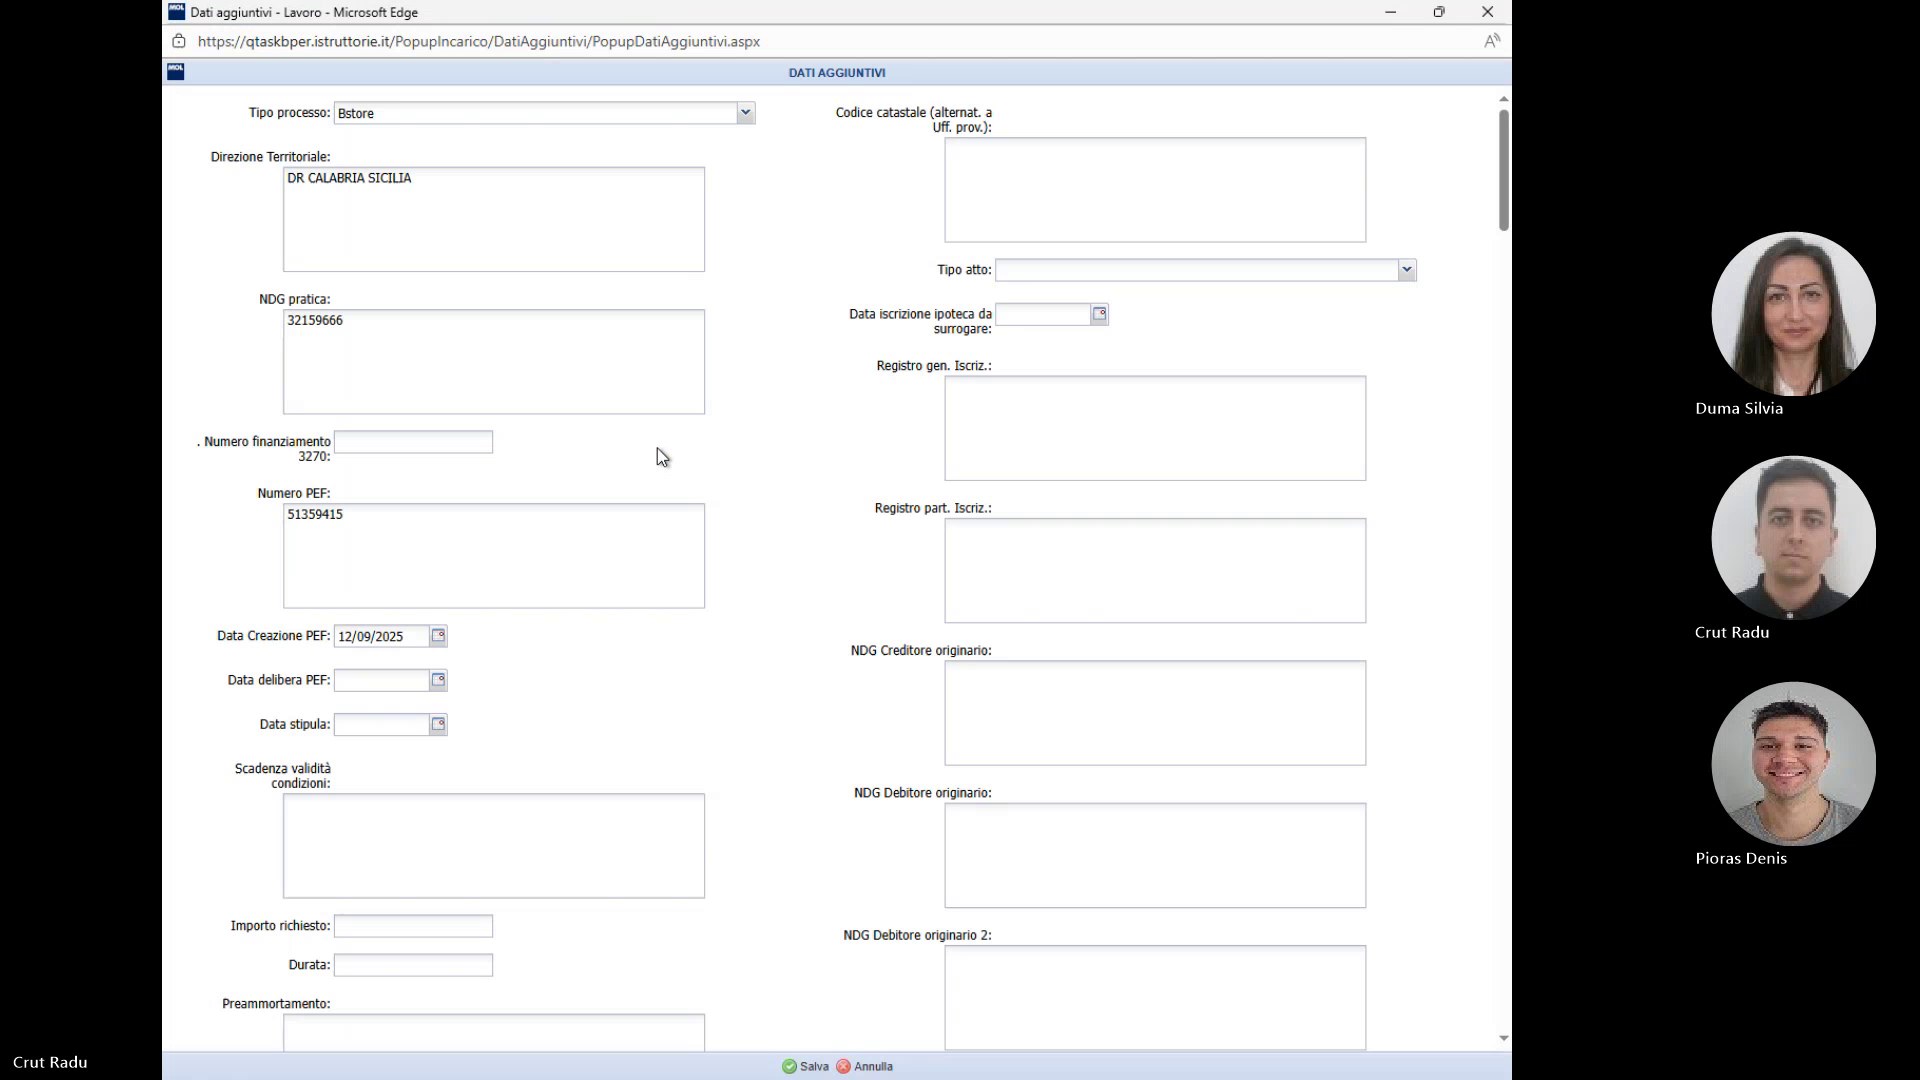 Dati aggiuntivi - Lavoro - Microsoft Edge
https://qtaskbper.istruttorie.it/PopupIncarico/DatiAggiuntivi/PopupDatiAggiuntivi.aspx
MOL
DATI AGGIUNTIVI
Tipo processo: Bstore
Direzione Territoriale:
DR CALABRIA SICILIA
NDG pratica:
32159666
. Numero finanziamento
3270:
Numero PEF:
51359415
Data Creazione PEF: 12/09/2025
Data delibera PEF:
Data stipula:
Scadenza validità
condizioni:
Importo richiesto:
Durata:
Preammortamento:
Codice catastale (alternat. a
Uff. prov.):
Tipo atto:
Data iscrizione ipoteca da
surrogare:
Registro gen. Iscriz.:
Registro part. Iscriz.:
NDG Creditore originario:
NDG Debitore originario:
NDG Debitore originario 2:
Salva Annulla
Duma Silvia
Crut Radu
Pioras Denis
Crut Radu